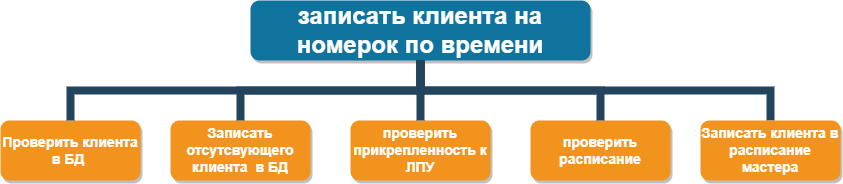 записать клиента на
номерок по времени
Проверить клиента
в БД
Записать
отсутсвующего
клиента в БД
проверить
прикрепленность к
ЛПУ
проверить
расписание
Записать клиента в
расписание
мастера